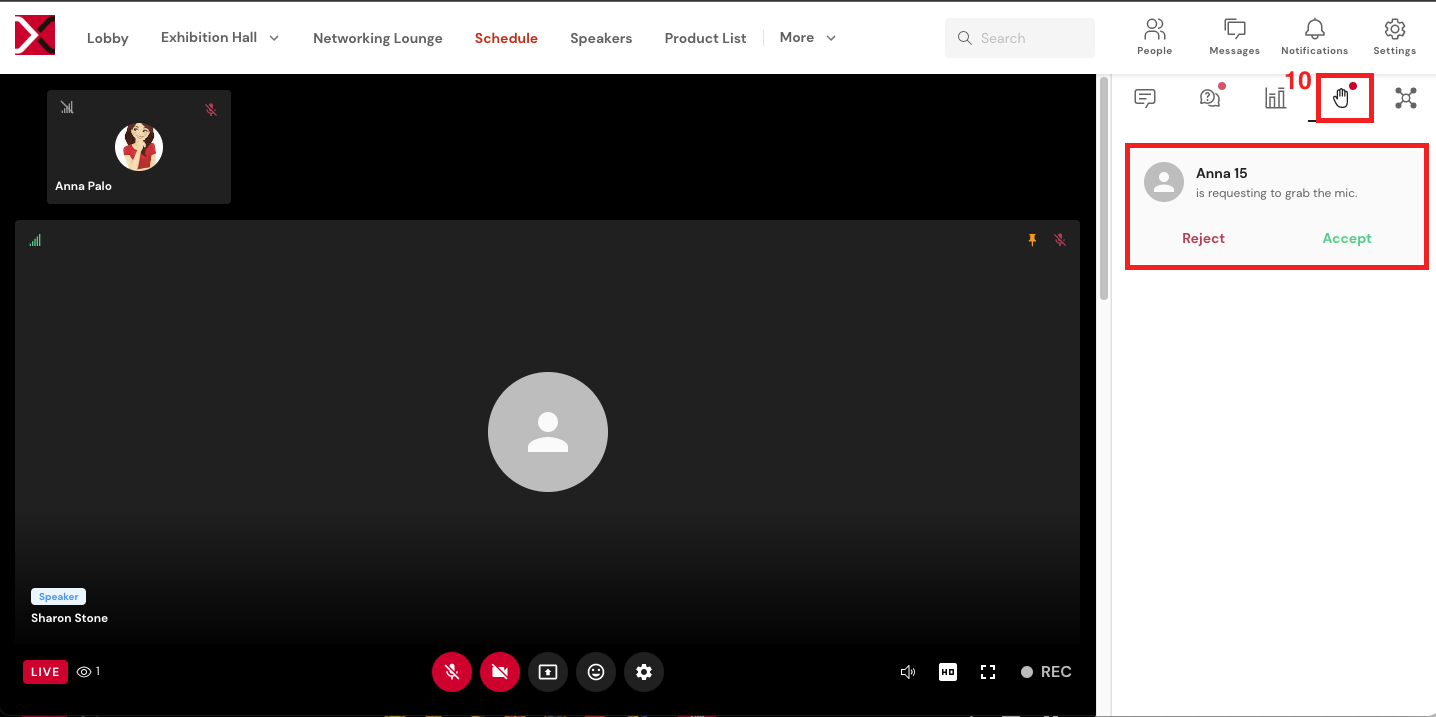 Lobby
Exhibition Hall
Networking Lounge
Schedule
Speakers
Product List
More
Search
People
Messages
Notifications
Settings
10
Anna Palo
Anna 15
is requesting to grab the mic.
Reject
Accept
Speaker
Sharon Stone
LIVE
1
HD
REC